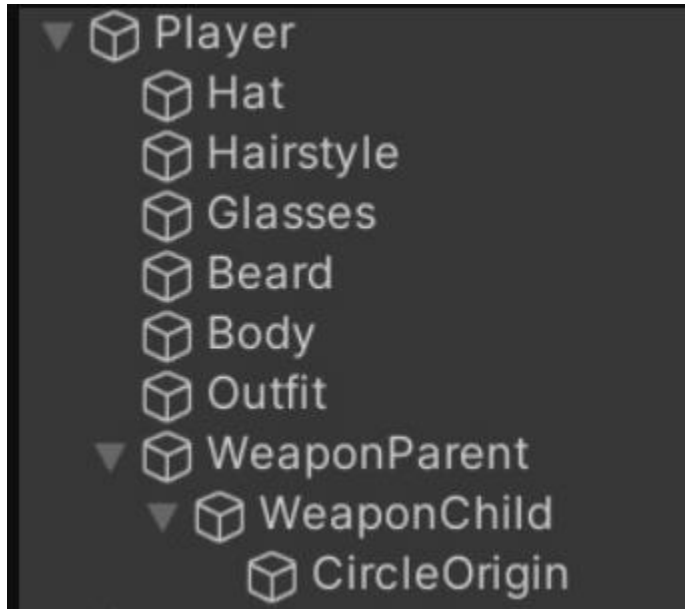 Player
Hat
Hairstyle
Glasses
Beard
Body
Outfit
WeaponParent
WeaponChild
CircleOrigin